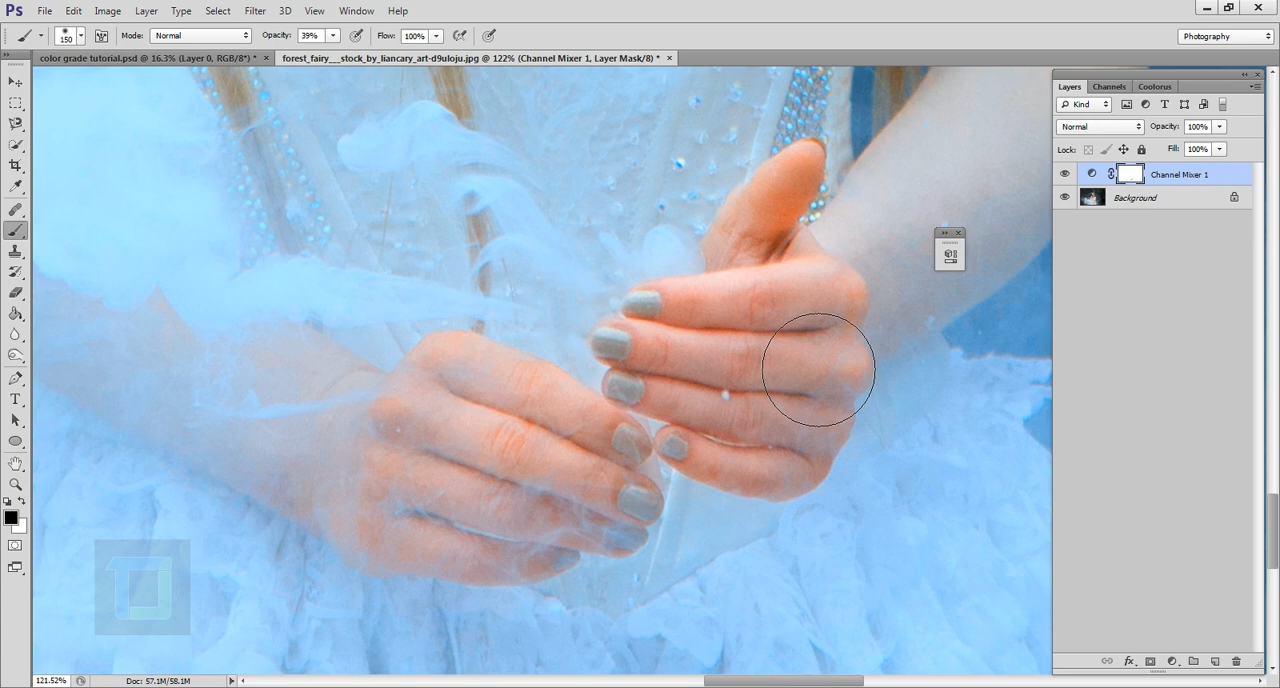 Ps File Edit Image Layer Type Select Filter 3D View Window Help
150 Mode: Normal Opacity: 39% Flow: 100% Photography
color grade tutorial.psd @ 16.3% (Layer 0, RGB/8*) * × forest_fairy___stock_by_liancary_art-d9uloju.jpg @ 122% (Channel Mixer 1, Layer Mask/8) * ×
Layers Channels Coolorus
Kind
Normal Opacity: 100%
Lock: Fill: 100%
Channel Mixer 1
Background
121.52% Doc: 57.1M/58.1M